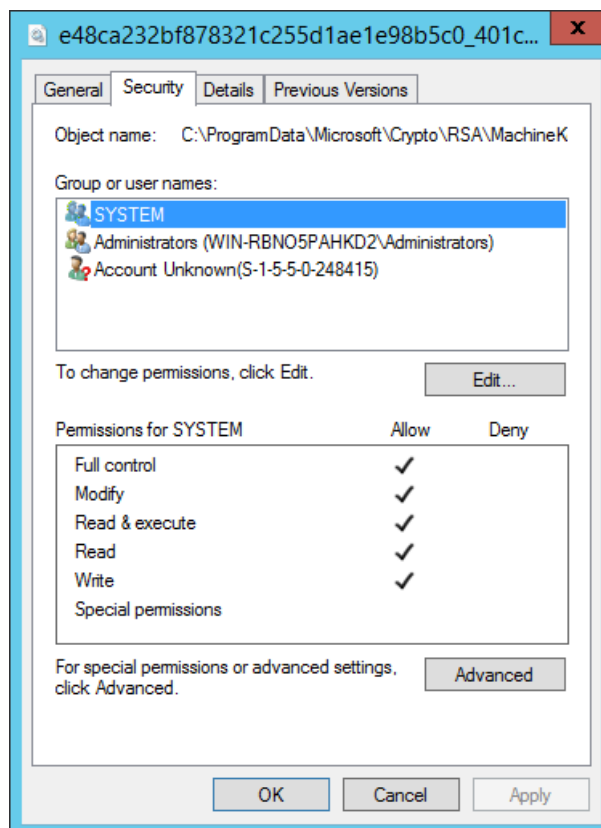 e48ca232bf878321c255d1ae1e98b5c0_401c...
x
General Security Details Previous Versions
Object name: C:\ProgramData\Microsoft\Crypto\RSA\MachineK
Group or user names:
SYSTEM
Administrators (WIN-RBNO5PAHKD2\Administrators)
Account Unknown(S-1-5-5-0-248415)
To change permissions, click Edit. Edit...
Permissions for SYSTEM Allow Deny
Full control
Modify
Read & execute
Read
Write
Special permissions
For special permissions or advanced settings,
click Advanced. Advanced
OK Cancel Apply